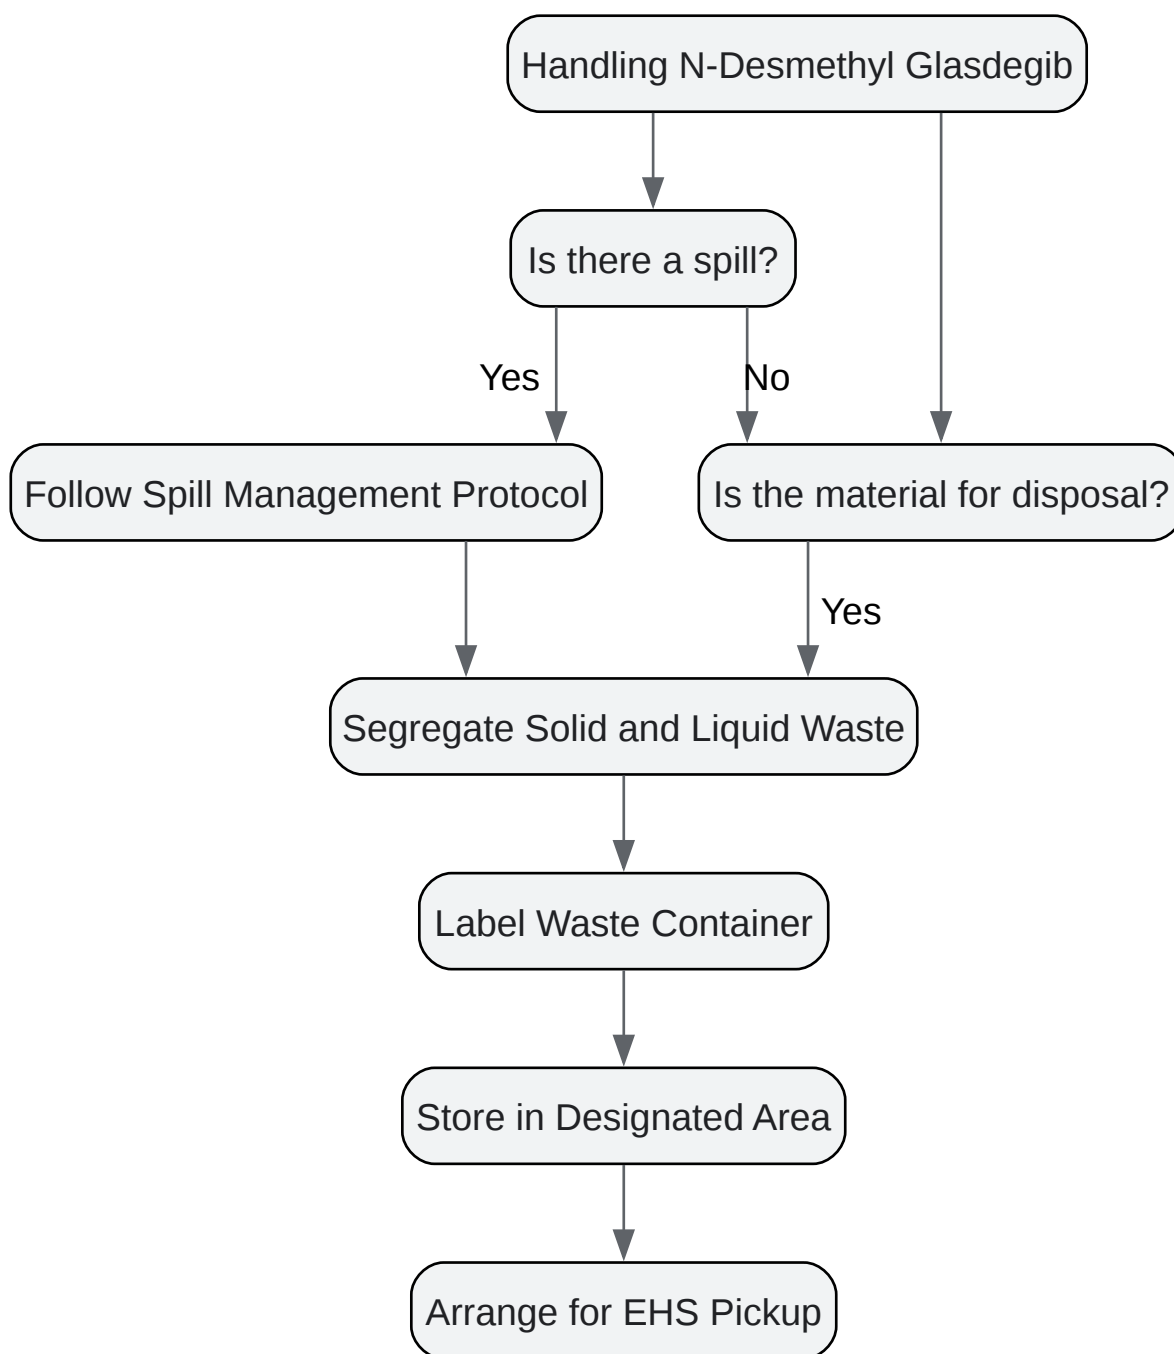 Handling N-Desmethyl Glasdegib
Is there a spill?
Yes
No
Follow Spill Management Protocol
Is the material for disposal?
Yes
Segregate Solid and Liquid Waste
Label Waste Container
Store in Designated Area
Arrange for EHS Pickup